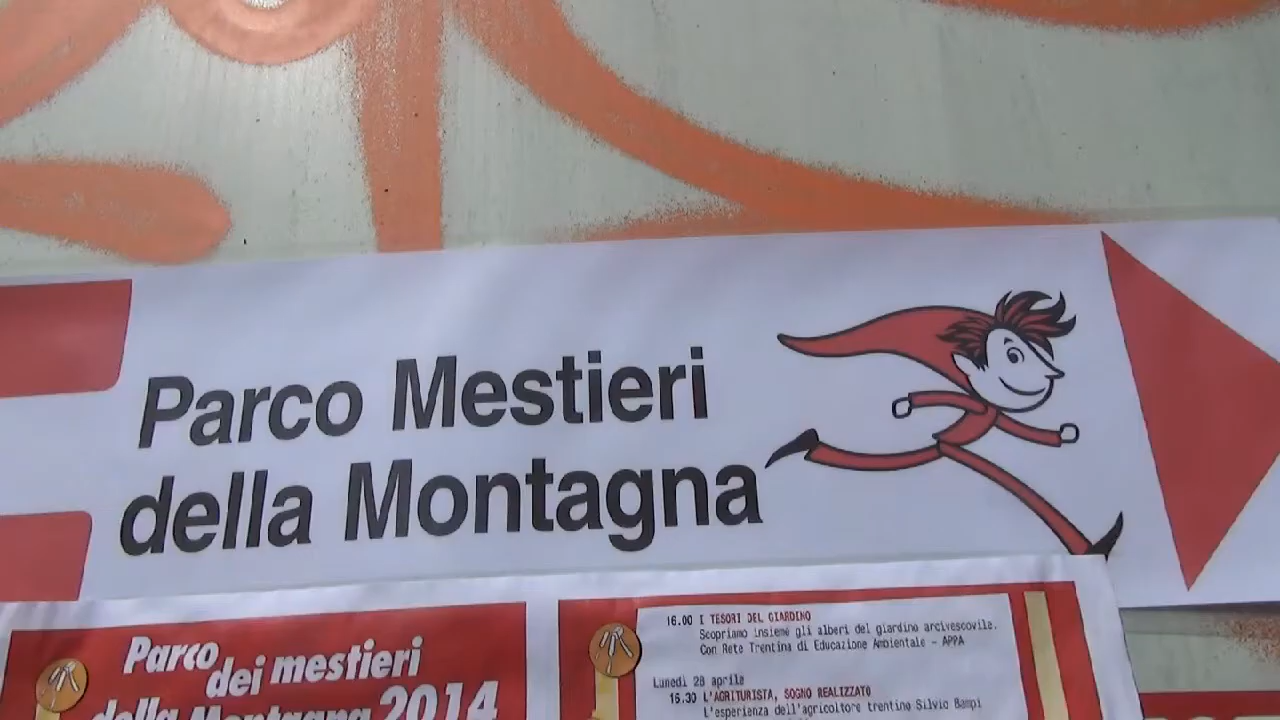 Parco Mestieri
della Montagna
Parco
dei mestieri
della Montagna 2014
16.00 I TESORI DEL GIARDINO
Scopriamo insieme gli alberi del giardino arcivescovile.
Con Rete Trentina di Educazione Ambientale - APPA
Lunedì 28 aprile
15.30 L'AGRITURISTA, SOGNO REALIZZATO
L'esperienza dell'agricoltore trentino Silvio Bampi